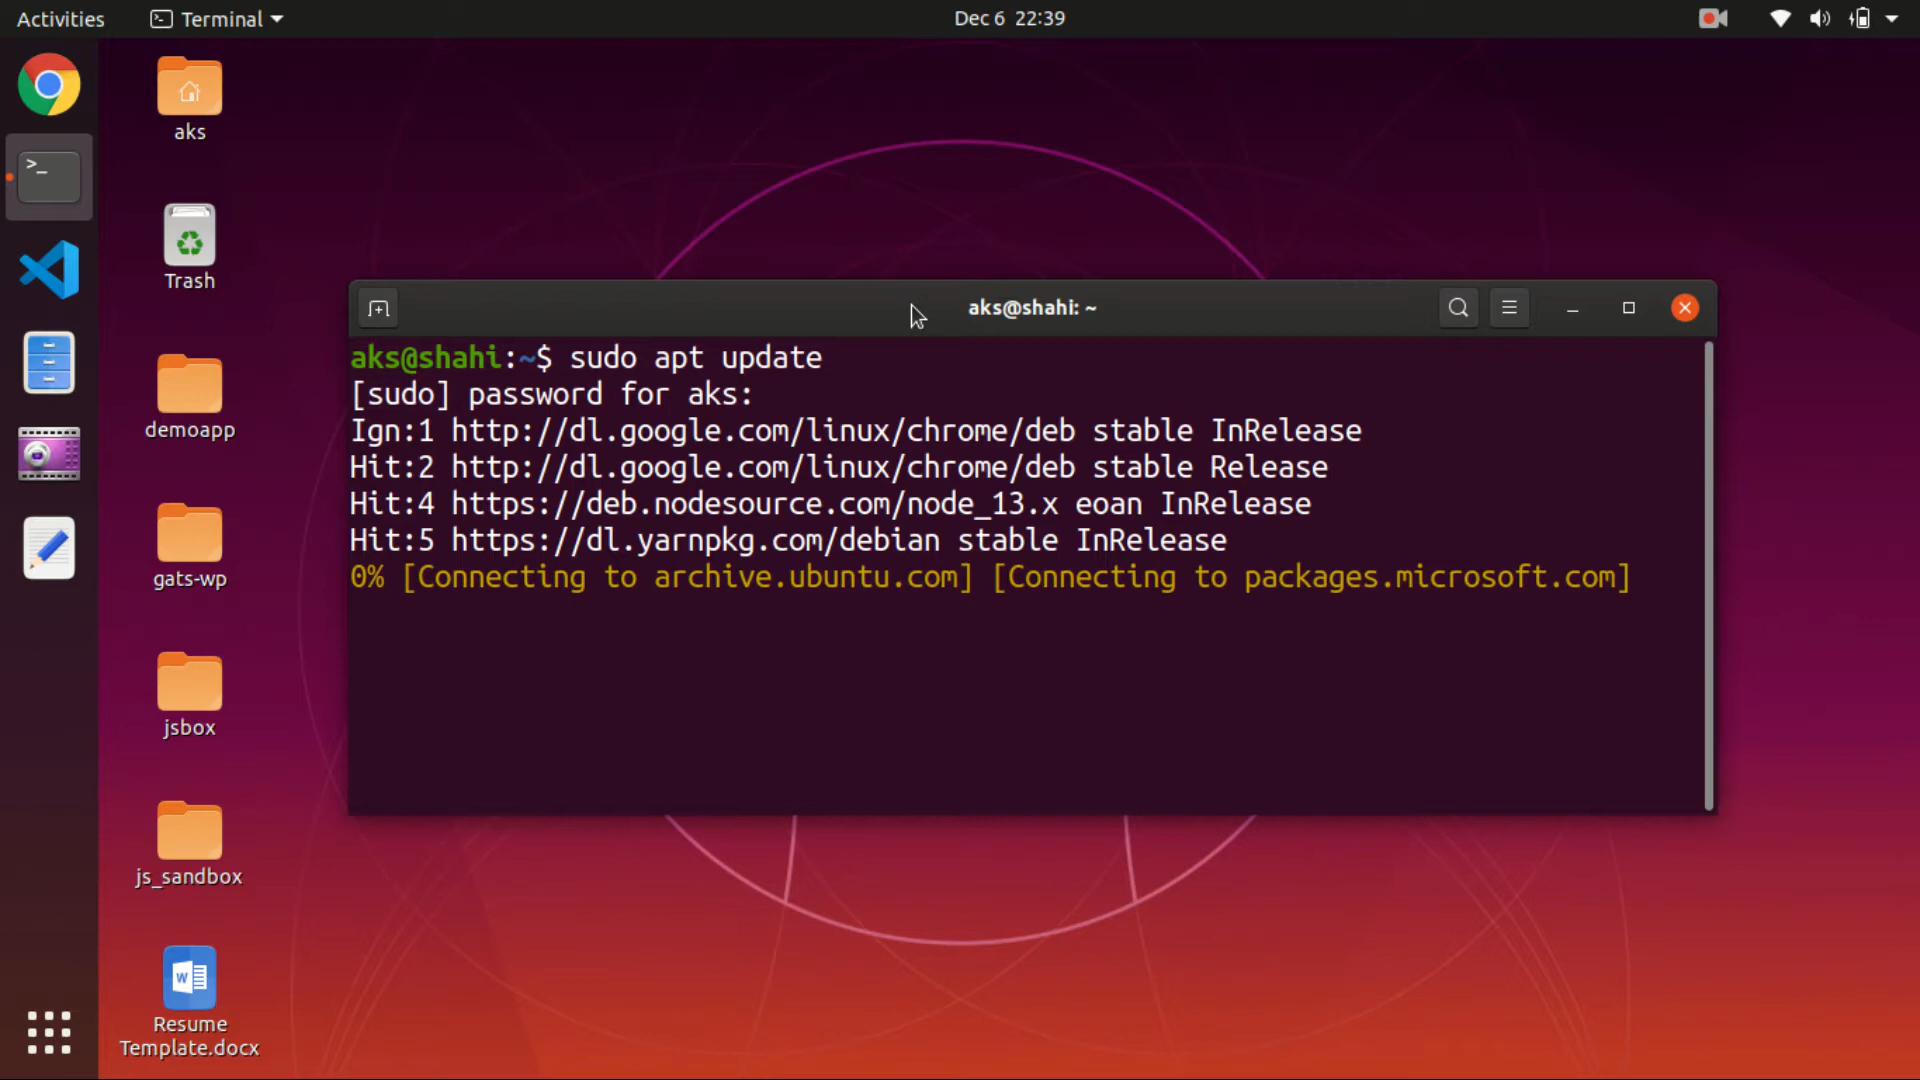 Activities
Terminal
Dec 6 22:39
aks
Trash
demoapp
gats-wp
jsbox
js_sandbox
W
Resume
Template.docx
>_
aks@shahi: ~
aks@shahi:~$ sudo apt update
[sudo] password for aks:
Ign:1 http://dl.google.com/linux/chrome/deb stable InRelease
Hit:2 http://dl.google.com/linux/chrome/deb stable Release
Hit:4 https://deb.nodesource.com/node_13.x eoan InRelease
Hit:5 https://dl.yarnpkg.com/debian stable InRelease
0% [Connecting to archive.ubuntu.com] [Connecting to packages.microsoft.com]